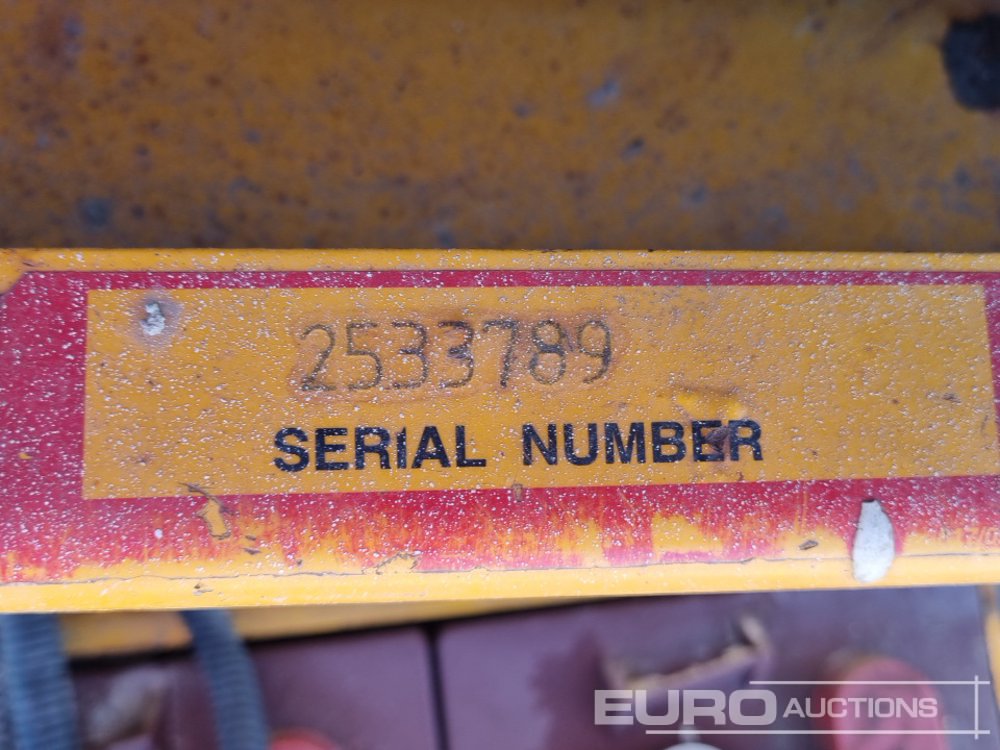 2533789
SERIAL NUMBER
EURO AUCTIONS